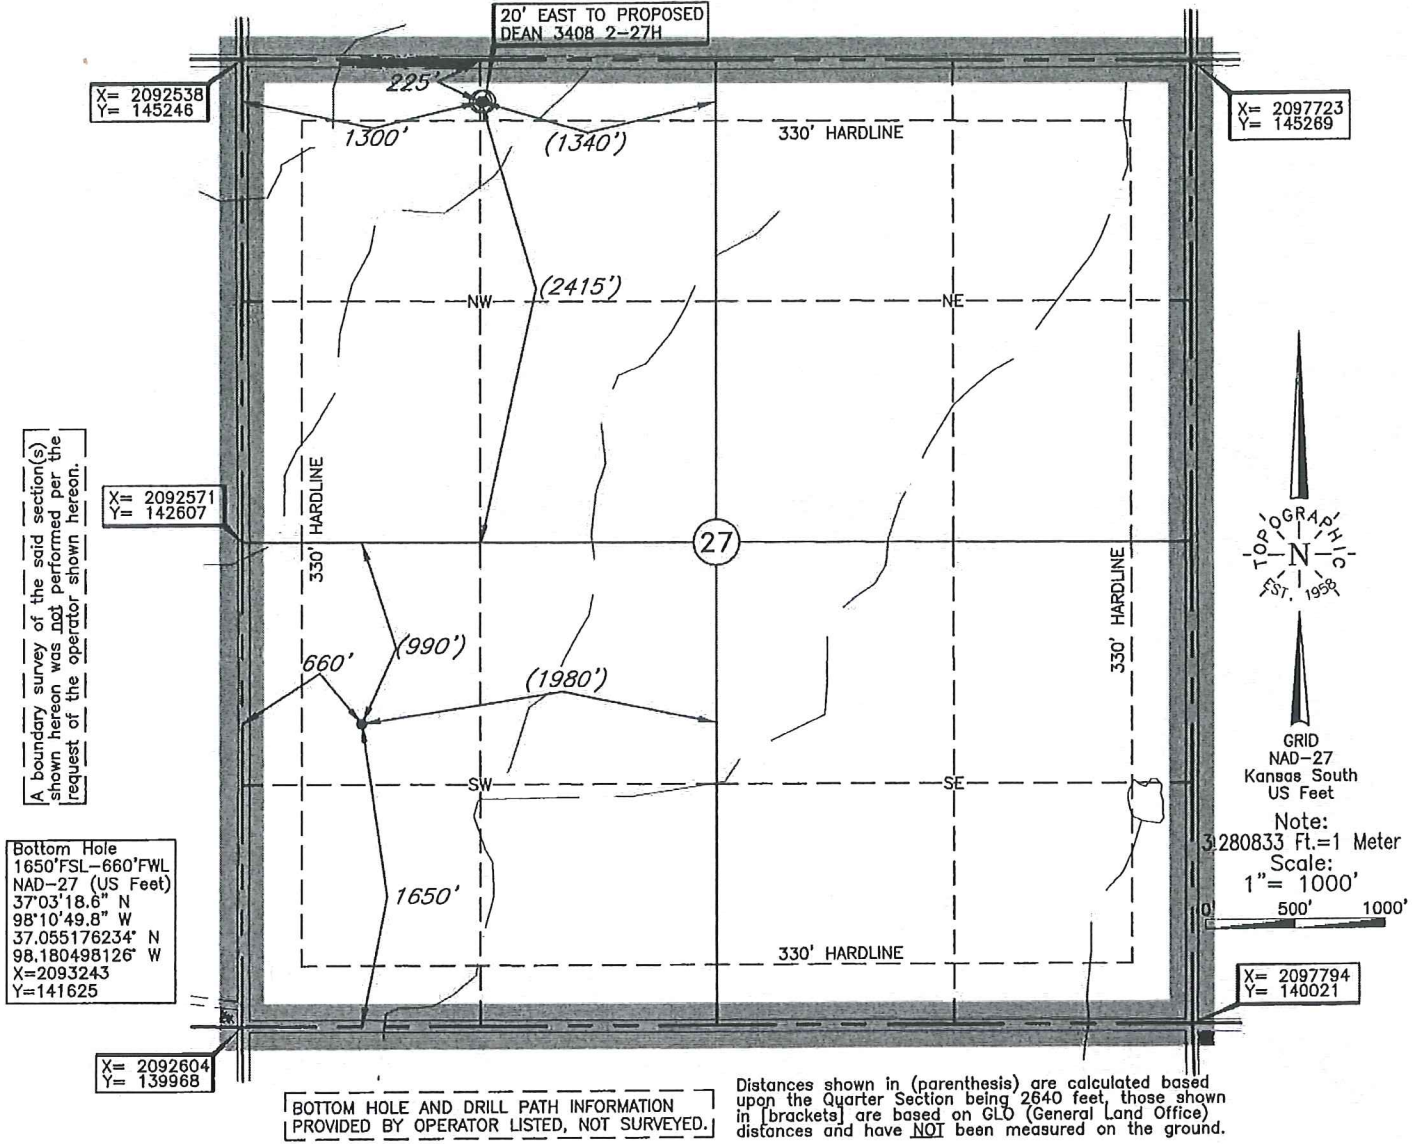 20' EAST TO PROPOSED
DEAN 3408 2-27H
X= 2092538
Y= 145246
225'
1300'
(1340')
330' HARDLINE
X= 2097723
Y= 145269
(2415')
NW
NE
A boundary survey of the said section(s)
shown hereon was not performed per the
request of the operator shown hereon.
X= 2092571
Y= 142607
330' HARDLINE
27
330' HARDLINE
TOPOGRAPHIC
N
EST. 1958
660'
(990')
(1980')
GRID
NAD-27
Kansas South
US Feet
Note:
3.280833 Ft.=1 Meter
Scale:
1"= 1000'
0' 500' 1000'
SW
SE
Bottom Hole
1650'FSL-660'FWL
NAD-27 (US Feet)
37°03'18.6" N
98°10'49.8" W
37.055176234° N
98.180498126° W
X=2093243
Y=141625
1650'
330' HARDLINE
X= 2097794
Y= 140021
X= 2092604
Y= 139968
BOTTOM HOLE AND DRILL PATH INFORMATION
PROVIDED BY OPERATOR LISTED, NOT SURVEYED.
Distances shown in (parenthesis) are calculated based
upon the Quarter Section being 2640 feet, those shown
in [brackets] are based on GLO (General Land Office)
distances and have NOT been measured on the ground.